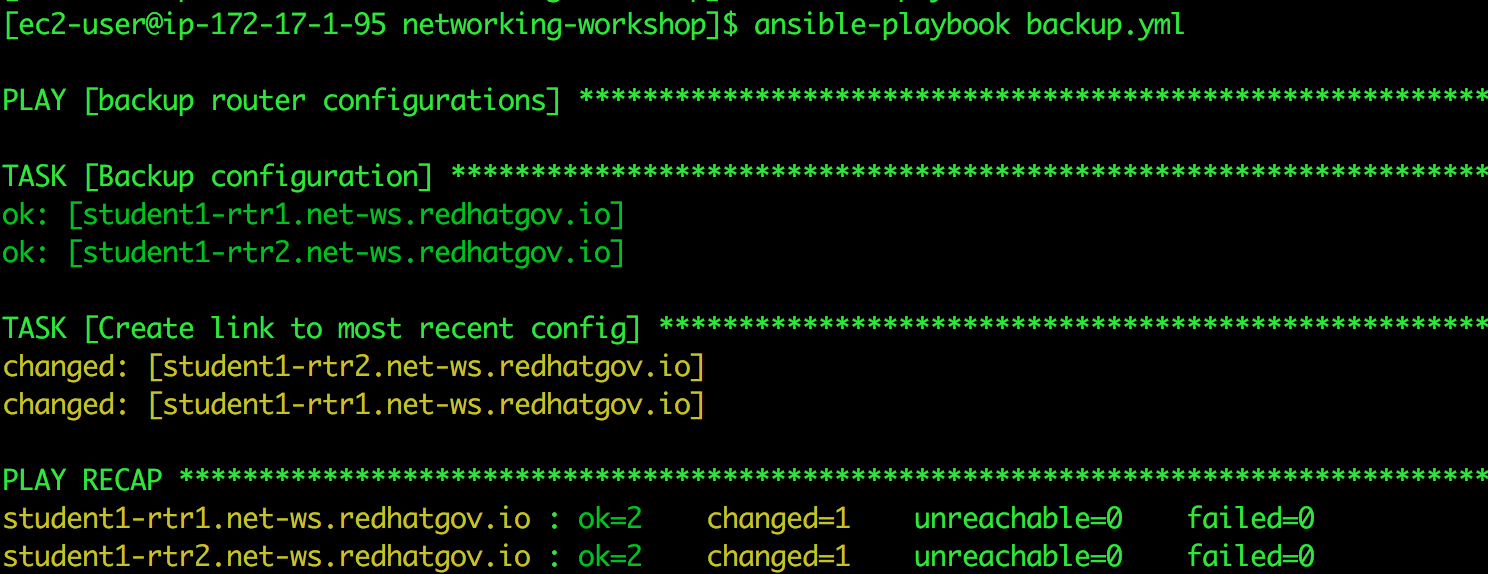 [ec2-user@ip-172-17-1-95 networking-workshop]$ ansible-playbook backup.yml
PLAY [backup router configurations] *********************************************************
TASK [Backup configuration] *****************************************************************
ok: [student1-rtr1.net-ws.redhatgov.io]
ok: [student1-rtr2.net-ws.redhatgov.io]
TASK [Create link to most recent config] ****************************************************
changed: [student1-rtr2.net-ws.redhatgov.io]
changed: [student1-rtr1.net-ws.redhatgov.io]
PLAY RECAP **********************************************************************************
student1-rtr1.net-ws.redhatgov.io : ok=2    changed=1    unreachable=0    failed=0
student1-rtr2.net-ws.redhatgov.io : ok=2    changed=1    unreachable=0    failed=0